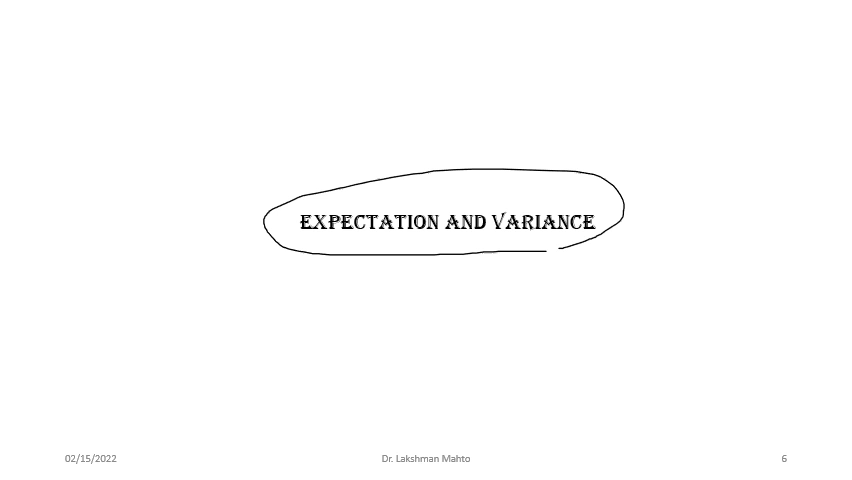 EXPECTATION AND VARIANCE
02/15/2022
Dr. Lakshman Mahto
6